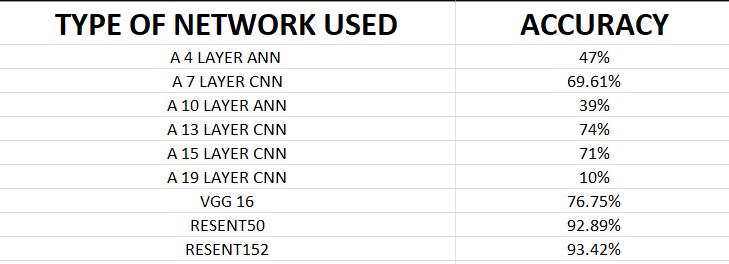 TYPE OF NETWORK USED ACCURACY
A 4 LAYER ANN 47%
A 7 LAYER CNN 69.61%
A 10 LAYER ANN 39%
A 13 LAYER CNN 74%
A 15 LAYER CNN 71%
A 19 LAYER CNN 10%
VGG 16 76.75%
RESENT50 92.89%
RESENT152 93.42%